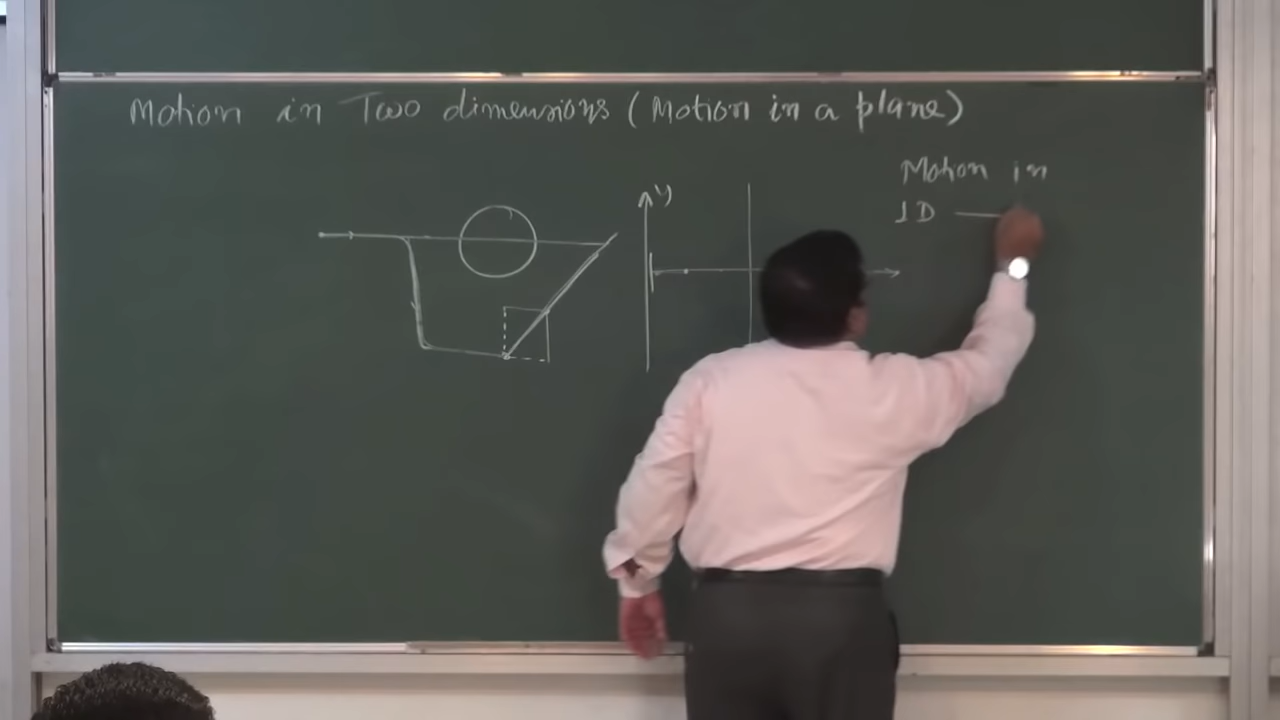 Motion in Two dimensions (Motion in a plane)
Motion in
1D —
y